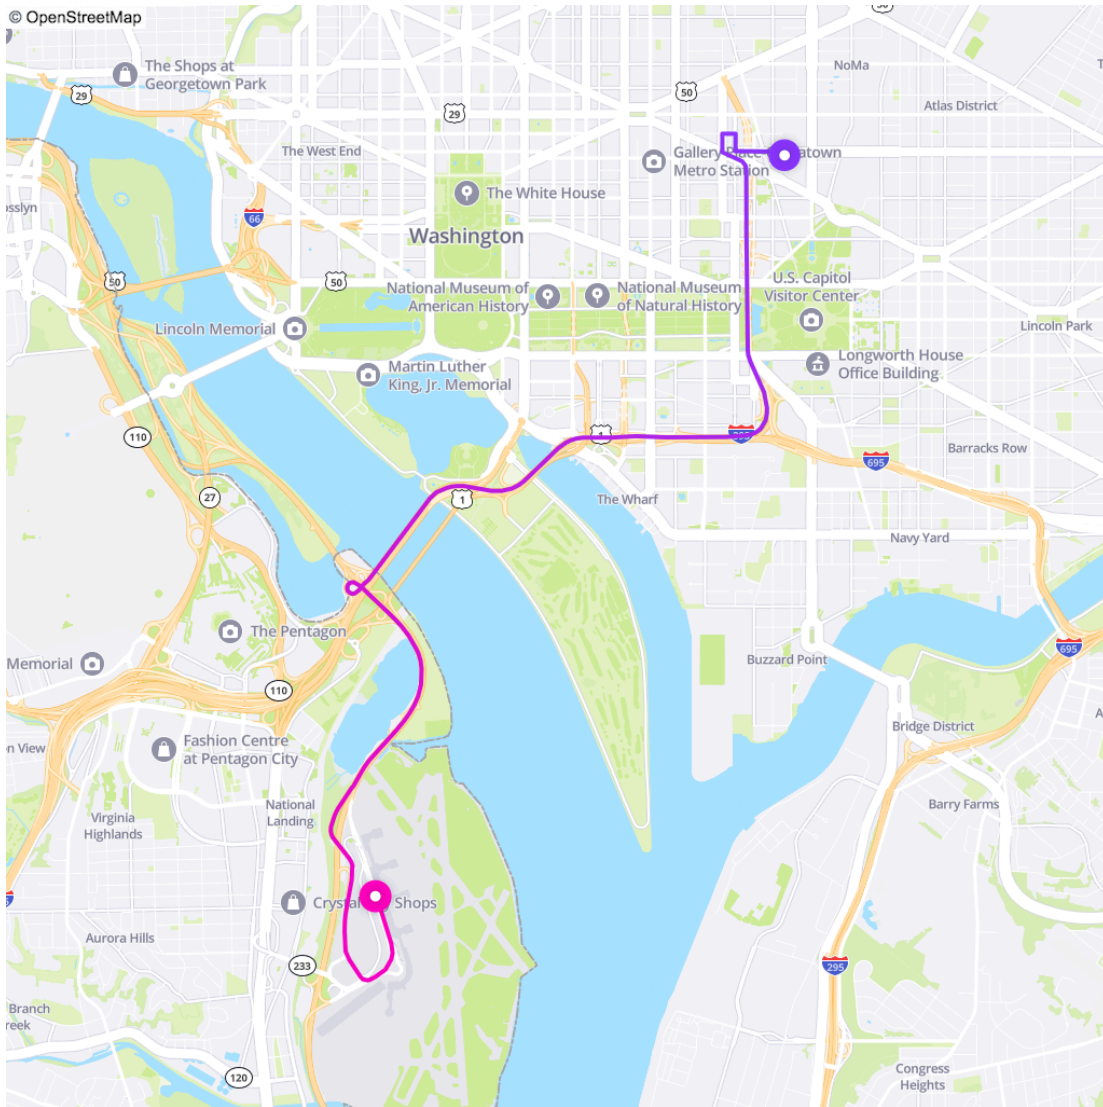 © OpenStreetMap
50
NoMa
The Shops at
Georgetown Park
29
50
29
Atlas District
The West End
Gallery Place
atown
Metro Station
The White House
66
Washington
50
50
U.S. Capitol
Visitor Center
National Museum of
American History
National Museum
of Natural History
Lincoln Memorial
Lincoln Park
Martin Luther
King, Jr. Memorial
Longworth House
Office Building
110
1
Barracks Row
695
27
1
The Wharf
Navy Yard
The Pentagon
Memorial
695
Buzzard Point
110
Bridge District
Fashion Centre
at Pentagon City
on View
National
Landing
Virginia
Highlands
Barry Farms
Crystal
Shops
Aurora Hills
233
295
Branch
reek
120
Congress
Heights